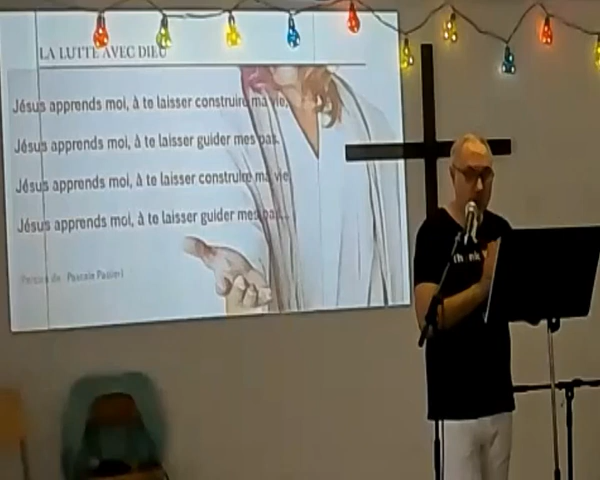 LA LUTTE AVEC DIEU
Jésus apprends moi, à te laisser construire ma vie,
Jésus apprends moi, à te laisser guider mes pas.
Jésus apprends moi, à te laisser construire ma vie
Jésus apprends moi, à te laisser guider mes pas.
de Pascale